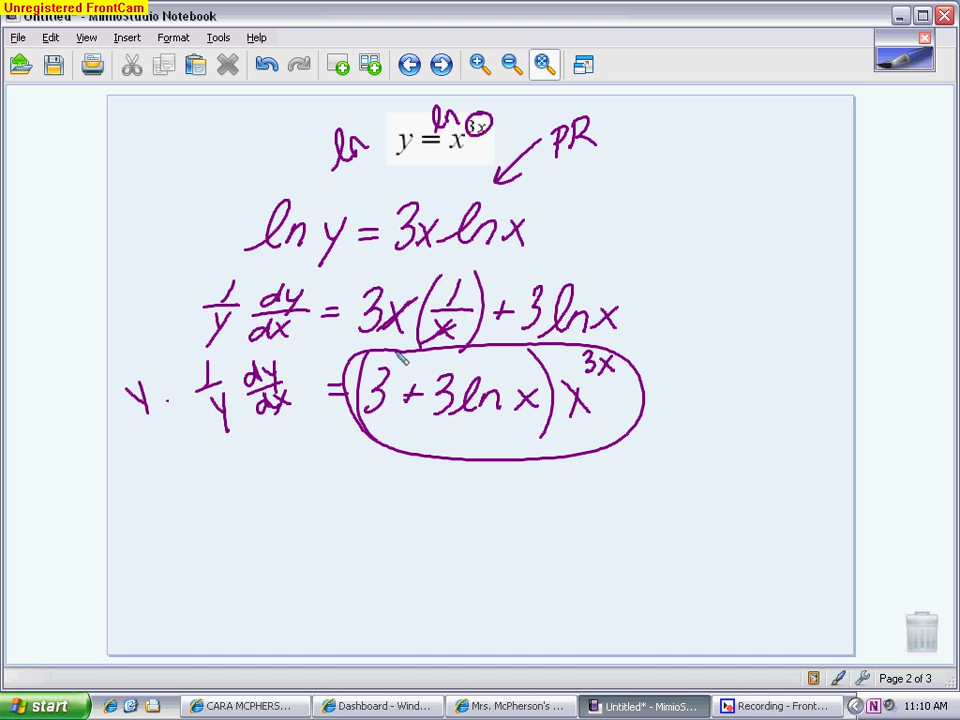 Unregistered FrontCam
Untitled* - MimioStudio Notebook
File Edit View Insert Format Tools Help
ln y = ln x^3x
PR
ln y = 3x ln x
1/y dy/dx = 3x (1/x) + 3 ln x
y · 1/y dy/dx = (3 + 3 ln x) x^3x
Page 2 of 3
start CARA MCPHERS... Dashboard - Wind... Mrs. McPherson's ... Untitled* - MimioS... Recording - Front... 11:10 AM